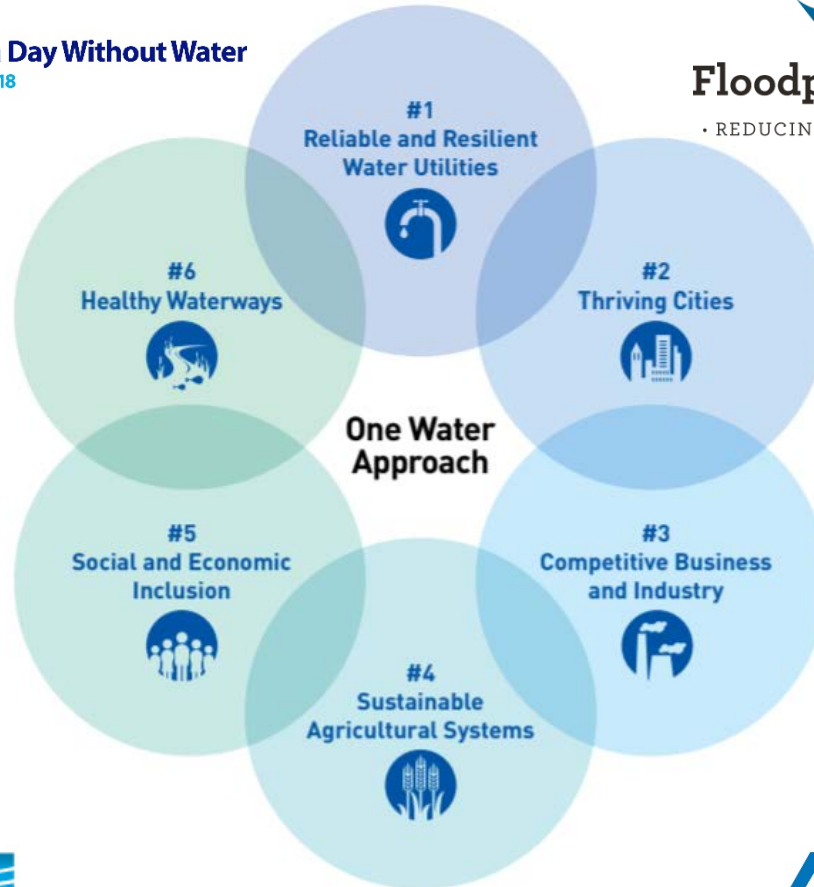 Day Without Water
18
Floodp
· REDUCIN
#1
Reliable and Resilient
Water Utilities
#6
Healthy Waterways
#2
Thriving Cities
One Water
Approach
#5
Social and Economic
Inclusion
#3
Competitive Business
and Industry
#4
Sustainable
Agricultural Systems